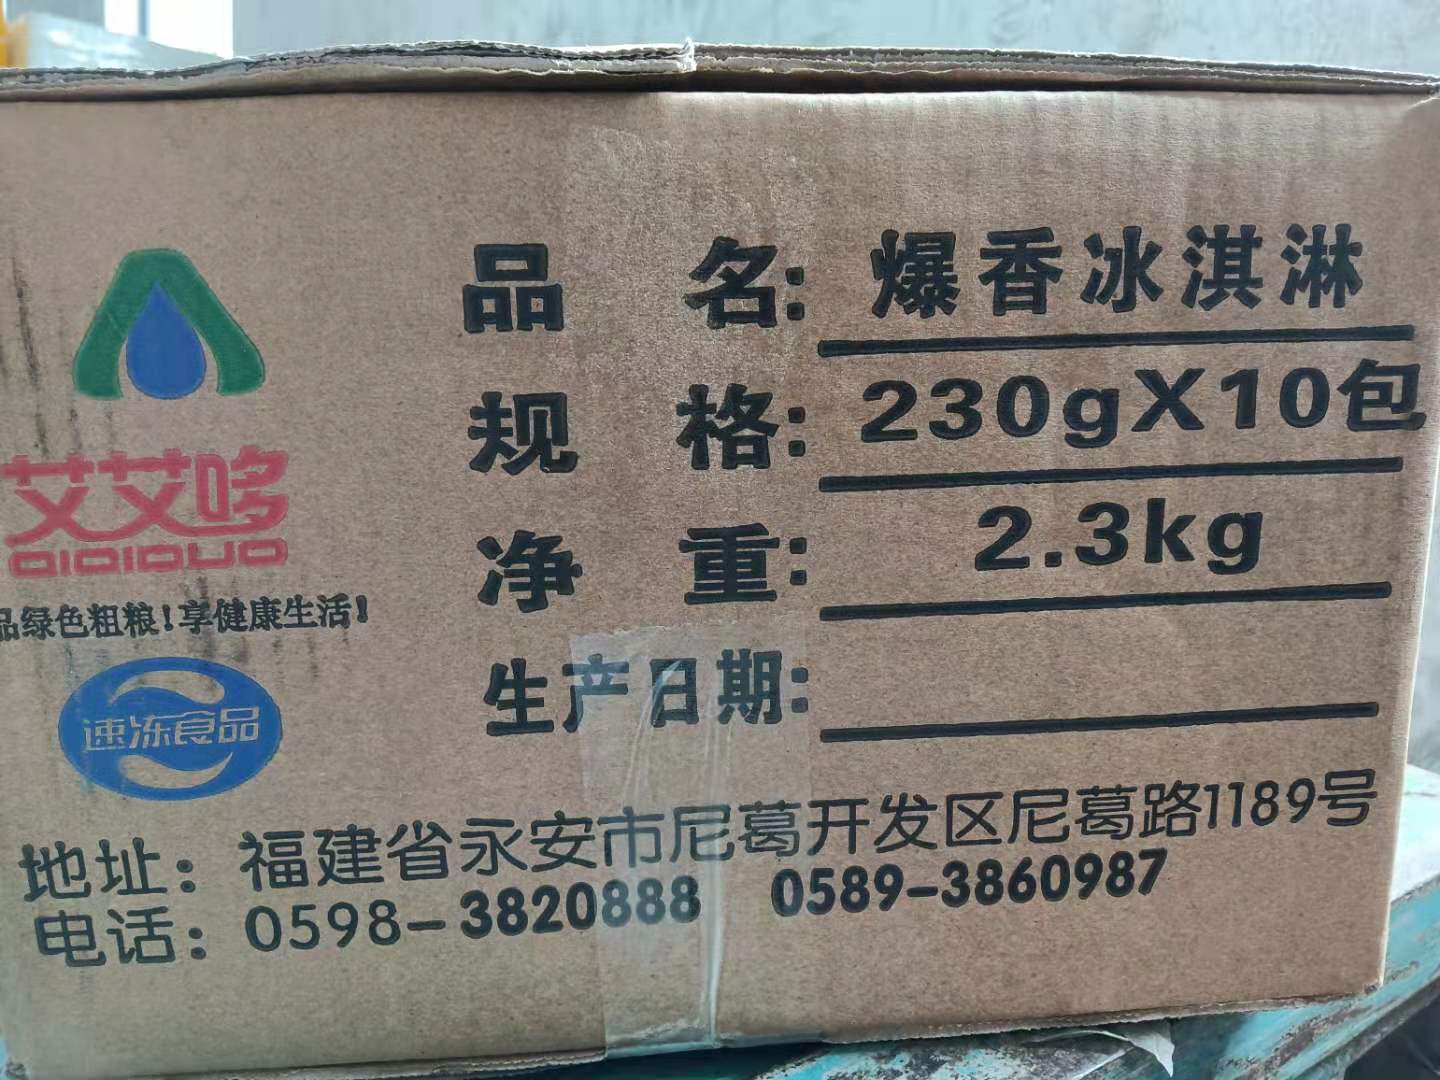 品名：爆香冰淇淋
规格：230gX10包
净重：2.3kg
生产日期：
艾艾哆
AIAIDUO
品绿色粗粮！享健康生活！
速冻食品
地址：福建省永安市尼葛开发区尼葛路1189号
电话：0598-3820888 0589-3860987